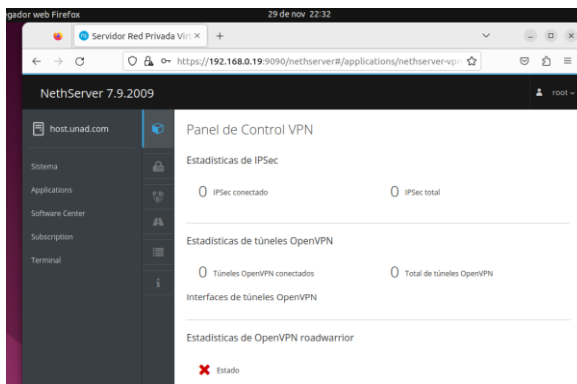 gador web Firefox 29 de nov 22:32
Servidor Red Privada Virt
https://192.168.0.19:9090/nethserver#/applications/nethserver-vpn
NethServer 7.9.2009 root
host.unad.com
Panel de Control VPN
Estadísticas de IPSec
Sistema
0 IPSec conectado 0 IPSec total
Applications
Software Center
Subscription
Estadísticas de túneles OpenVPN
Terminal
0 Túneles OpenVPN conectados 0 Total de túneles OpenVPN
Interfaces de túneles OpenVPN
Estadísticas de OpenVPN roadwarrior
Estado